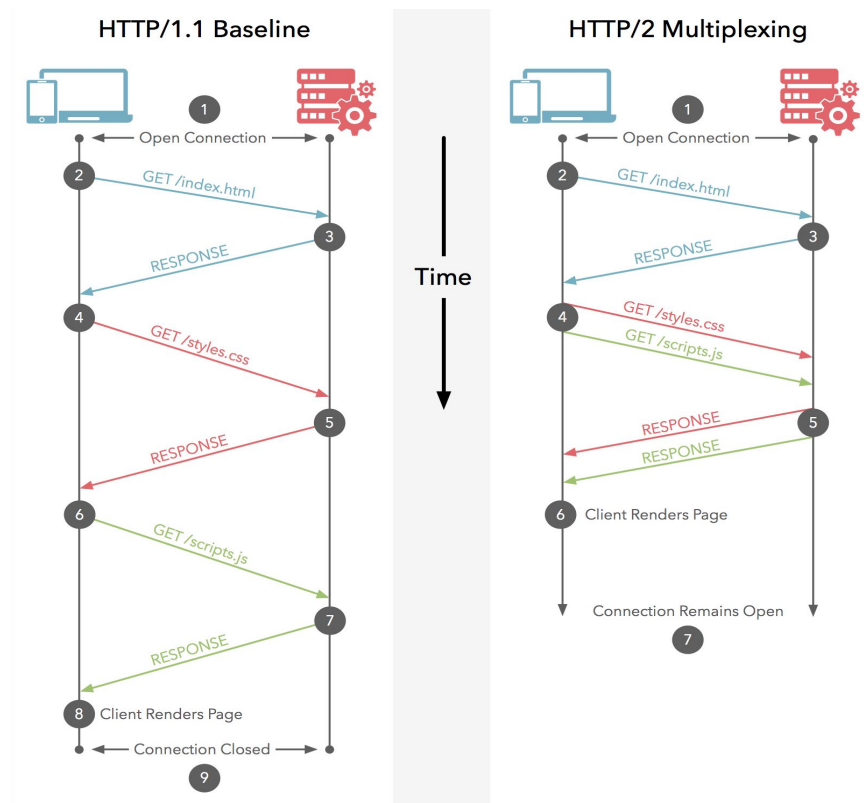 HTTP/1.1 Baseline
1
Open Connection
2
GET /index.html
3
RESPONSE
4
GET /styles.css
5
RESPONSE
6
GET /scripts.js
7
RESPONSE
8 Client Renders Page
Connection Closed
9
Time
HTTP/2 Multiplexing
1
Open Connection
2
GET /index.html
3
RESPONSE
4
GET /styles.css
GET /scripts.js
5
RESPONSE
RESPONSE
6 Client Renders Page
Connection Remains Open
7